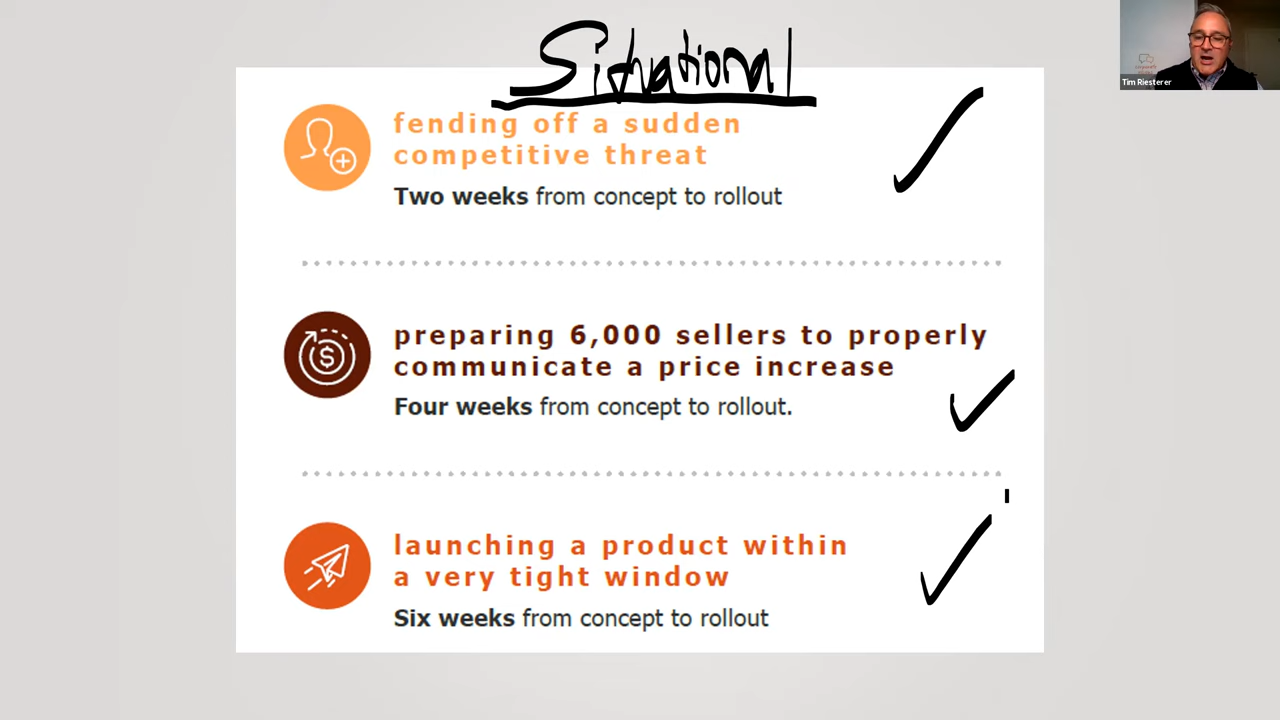 Situational
Tim Riesterer
fending off a sudden
competitive threat
Two weeks from concept to rollout
preparing 6,000 sellers to properly
communicate a price increase
Four weeks from concept to rollout.
launching a product within
a very tight window
Six weeks from concept to rollout